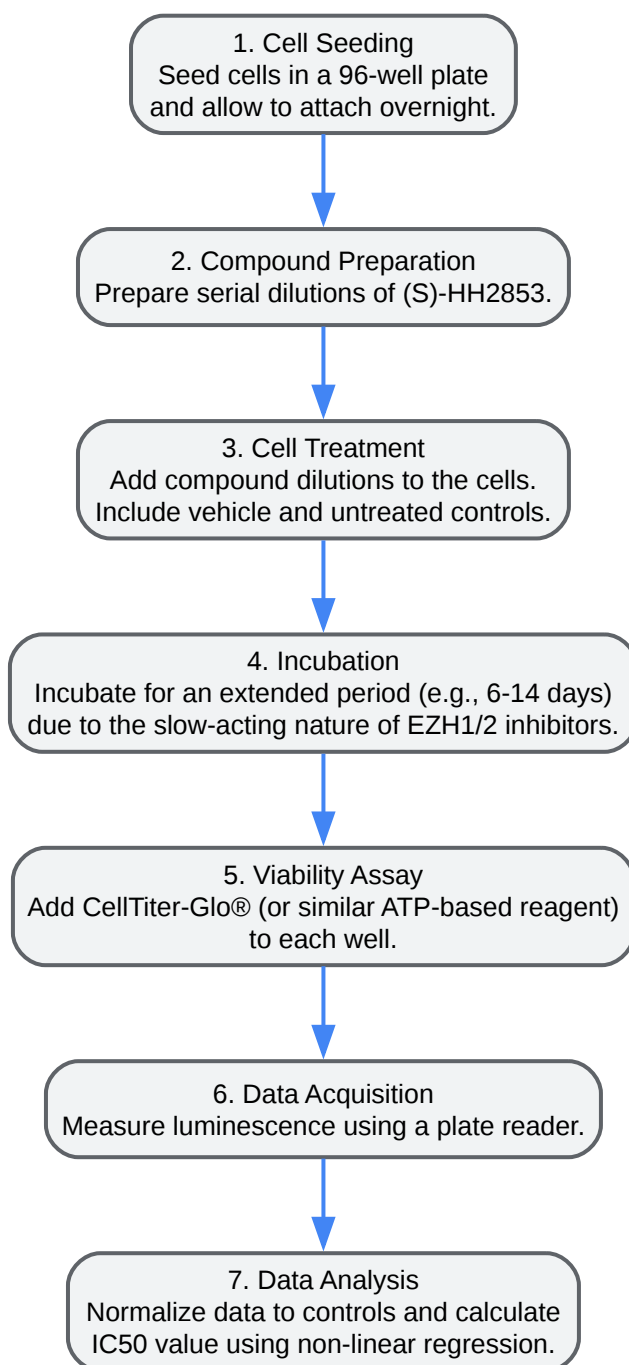 1. Cell Seeding
Seed cells in a 96-well plate
and allow to attach overnight.
2. Compound Preparation
Prepare serial dilutions of (S)-HH2853.
3. Cell Treatment
Add compound dilutions to the cells.
Include vehicle and untreated controls.
4. Incubation
Incubate for an extended period (e.g., 6-14 days)
due to the slow-acting nature of EZH1/2 inhibitors.
5. Viability Assay
Add CellTiter-Glo® (or similar ATP-based reagent)
to each well.
6. Data Acquisition
Measure luminescence using a plate reader.
7. Data Analysis
Normalize data to controls and calculate
IC50 value using non-linear regression.